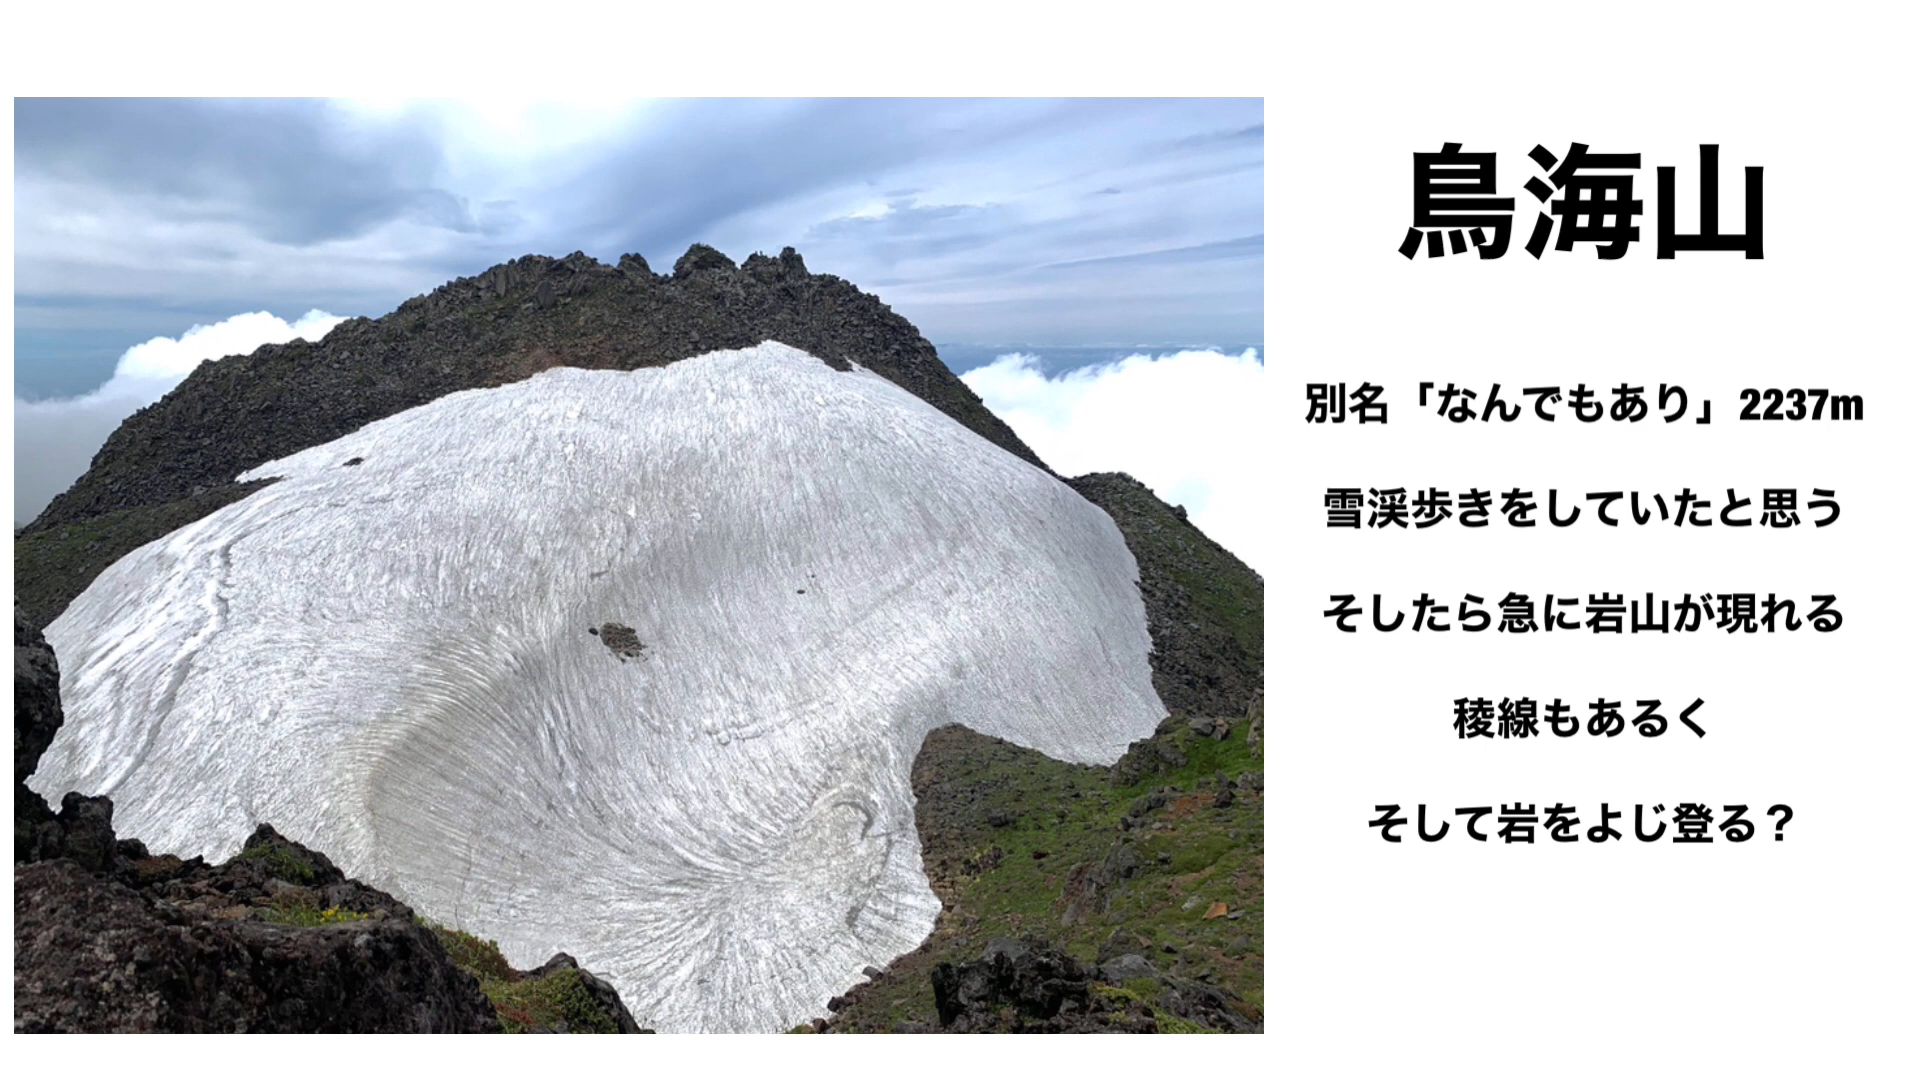 鳥海山
別名「なんでもあり」2237m
雪渓歩きをしていたと思う
そしたら急に岩山が現れる
稜線もあるく
そして岩をよじ登る？